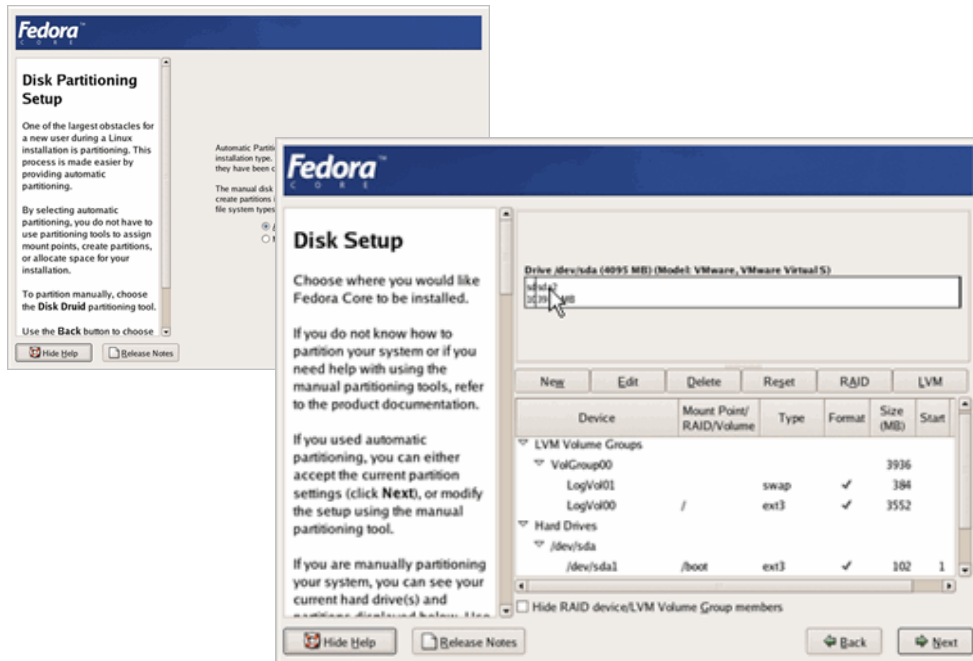 Fedora™
CORE
Disk Partitioning
Setup
One of the largest obstacles for
a new user during a Linux
installation is partitioning. This
process is made easier by
providing automatic
partitioning.
By selecting automatic
partitioning, you do not have to
use partitioning tools to assign
mount points, create partitions,
or allocate space for your
installation.
To partition manually, choose
the Disk Druid partitioning tool.
Use the Back button to choose
Automatic
installation type.
they have been
The manual disk
create partitions
file system types
Hide Help
Release Notes
Fedora™
CORE
Disk Setup
Choose where you would like
Fedora Core to be installed.
If you do not know how to
partition your system or if you
need help with using the
manual partitioning tools, refer
to the product documentation.
If you used automatic
partitioning, you can either
accept the current partition
settings (click Next), or modify
the setup using the manual
partitioning tool.
If you are manually partitioning
your system, you can see your
current hard drive(s) and
Drive /dev/sda (4095 MB) (Model: VMware, VMware Virtual S)
MB
New Edit Delete Reset RAID LVM
Device Mount Point/ RAID/Volume Type Format Size (MB) Start
LVM Volume Groups
VolGroup00 3936
LogVol01 swap ✓ 384
LogVol00 / ext3 ✓ 3552
Hard Drives
/dev/sda
/dev/sda1 /boot ext3 ✓ 102 1
Hide RAID device/LVM Volume Group members
Hide Help
Release Notes
Back
Next